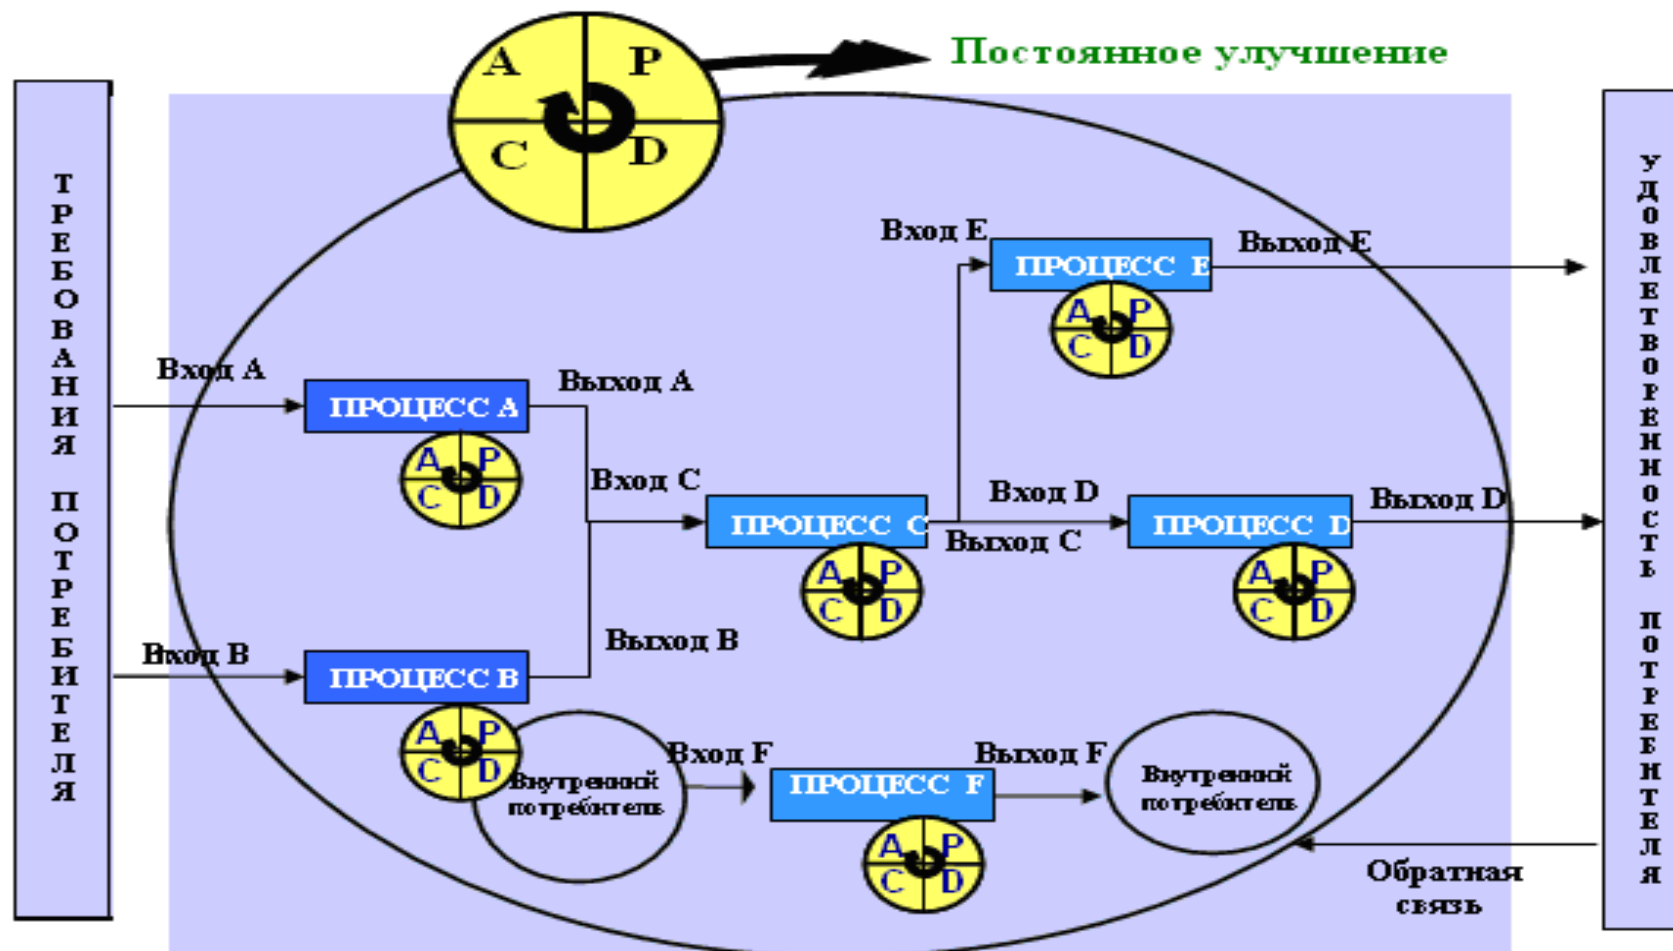 A P
C D
Постоянное улучшение
ТРЕБОВАНИЯ ПОТРЕБИТЕЛЯ
УДОВЛЕТВОРЕННОСТЬ ПОТРЕБИТЕЛЯ
Вход E
ПРОЦЕСС E
Выход E
A P
C D
Вход A
ПРОЦЕСС A
Выход A
A P
C D
Вход C
ПРОЦЕСС C
Выход C
A P
C D
Вход D
ПРОЦЕСС D
Выход D
A P
C D
Вход B
ПРОЦЕСС B
Выход B
A P
C D
Внутренний
потребитель
Вход F
ПРОЦЕСС F
Выход F
A P
C D
Внутренний
потребитель
Обратная
связь